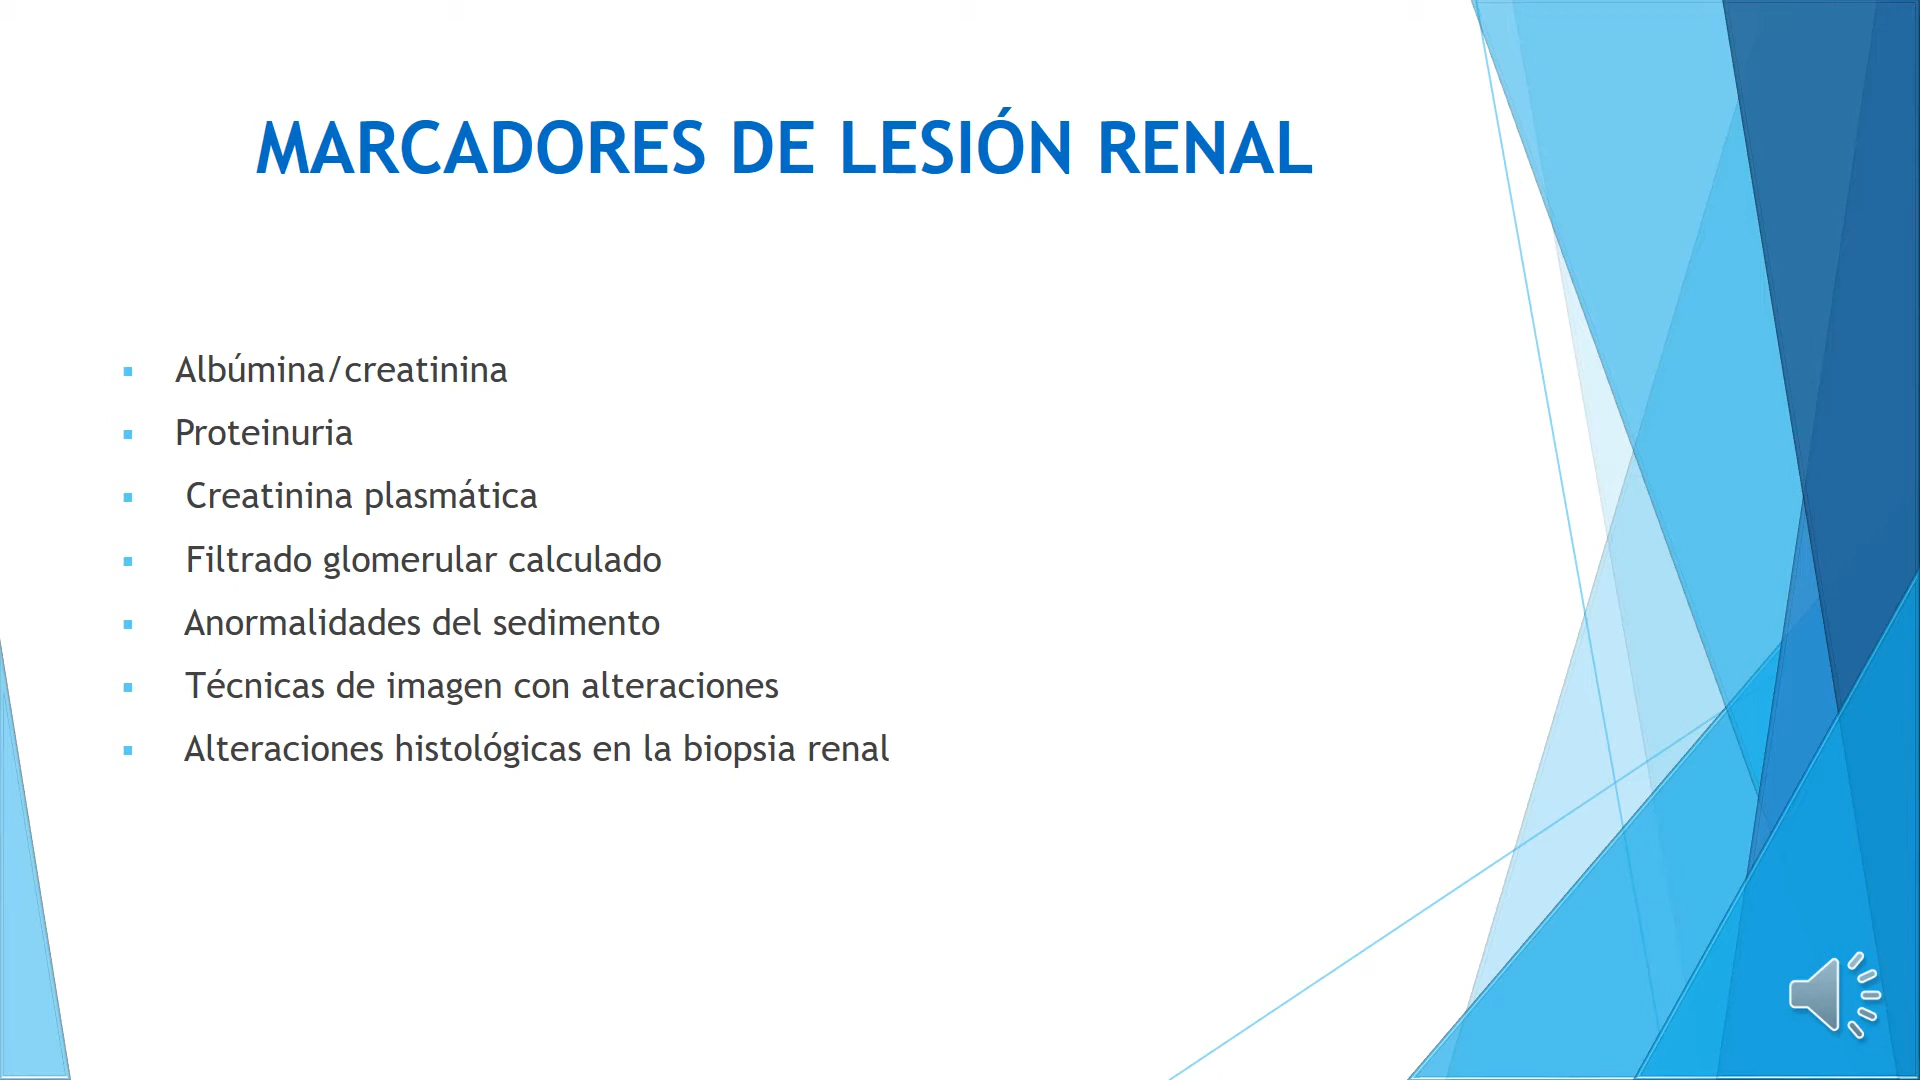 MARCADORES DE LESIÓN RENAL
▪ Albúmina/creatinina
▪ Proteinuria
▪ Creatinina plasmática
▪ Filtrado glomerular calculado
▪ Anormalidades del sedimento
▪ Técnicas de imagen con alteraciones
▪ Alteraciones histológicas en la biopsia renal